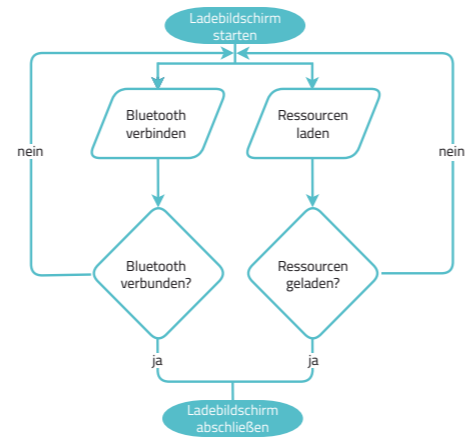 Ladebildschirm
starten
Bluetooth
verbinden
Ressourcen
laden
nein
nein
Bluetooth
verbunden?
Ressourcen
geladen?
ja
ja
Ladebildschirm
abschließen